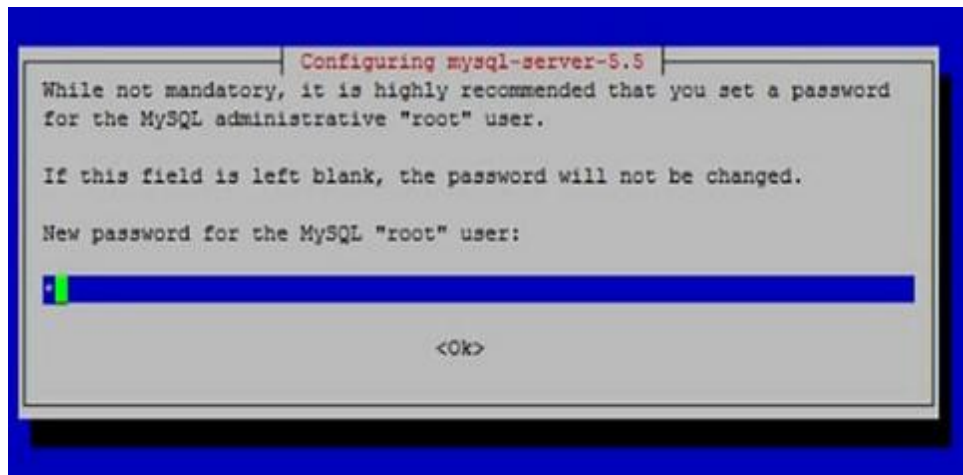 Configuring mysql-server-5.5
While not mandatory, it is highly recommended that you set a password
for the MySQL administrative "root" user.
If this field is left blank, the password will not be changed.
New password for the MySQL "root" user:
*
<Ok>